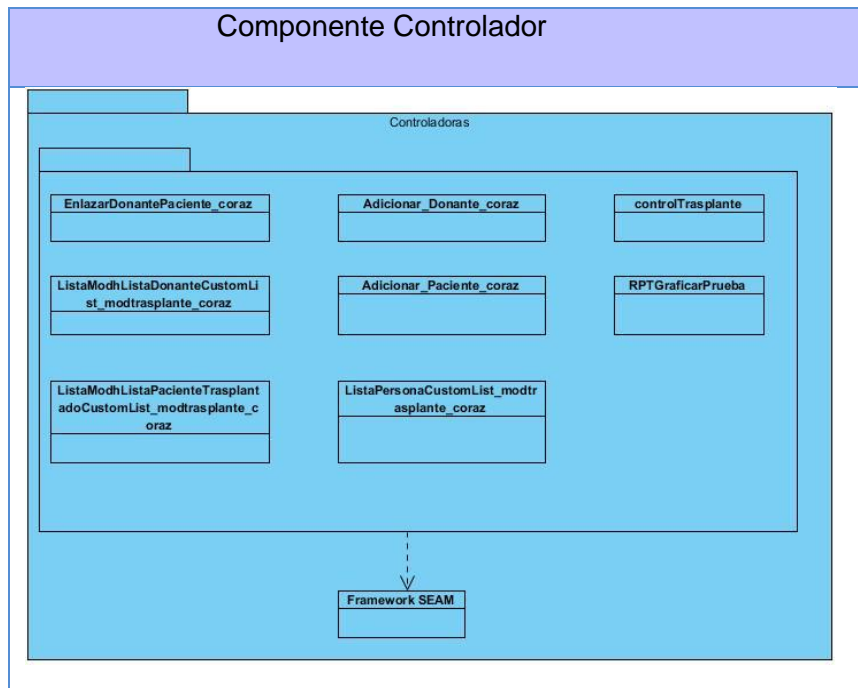 Componente Controlador
Controladoras
EnlazarDonantePaciente_coraz
Adicionar_Donante_coraz
controlTrasplante
ListaModhListaDonanteCustomLi
st_modtrasplante_coraz
Adicionar_Paciente_coraz
RPTGraficarPrueba
ListaModhListaPacienteTrasplant
adoCustomList_modtrasplante_c
oraz
ListaPersonaCustomList_modtr
asplante_coraz
Framework SEAM